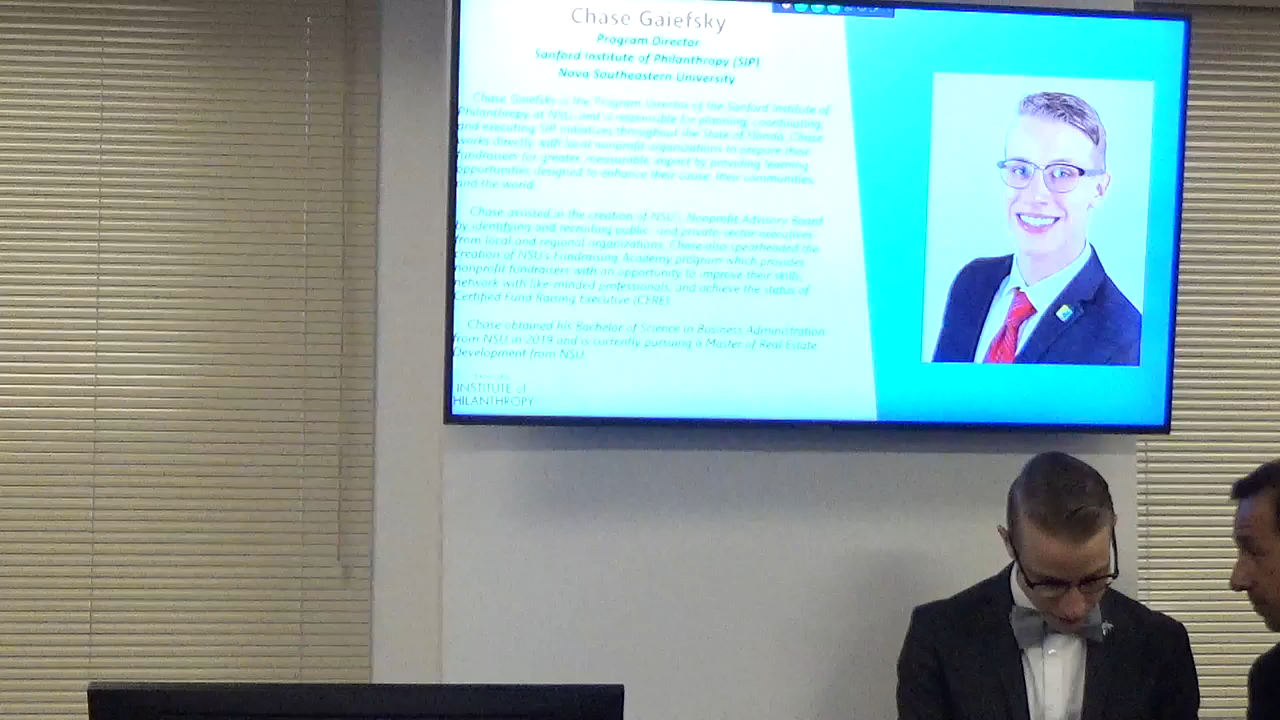 Chase Gaiefsky
Program Director
Sanford Institute of Philanthropy (SIP)
Nova Southeastern University
Chase Gaiefsky is the Program Director of the Sanford Institute of
Philanthropy at NSU and is responsible for planning, coordinating
and executing SIP initiatives throughout the State of Florida. Chase
works directly with local nonprofit organizations to prepare their
fundraisers for greater, measurable impact by providing learning
opportunities designed to enhance their cause, their communities,
and the world.
Chase assisted in the creation of NSU's Nonprofit Advisory Board
by identifying and recruiting public- and private-sector executives
from local and regional organizations. Chase also spearheaded the
creation of NSU's Fundraising Academy program which provides
nonprofit fundraisers with an opportunity to improve their skills,
network with like-minded professionals, and achieve the status of
Certified Fund Raising Executive (CFRE).
Chase obtained his Bachelor of Science in Business Administration
from NSU in 2019 and is currently pursuing a Master of Real Estate
Development from NSU.
INSTITUTE of
HILANTHROPY